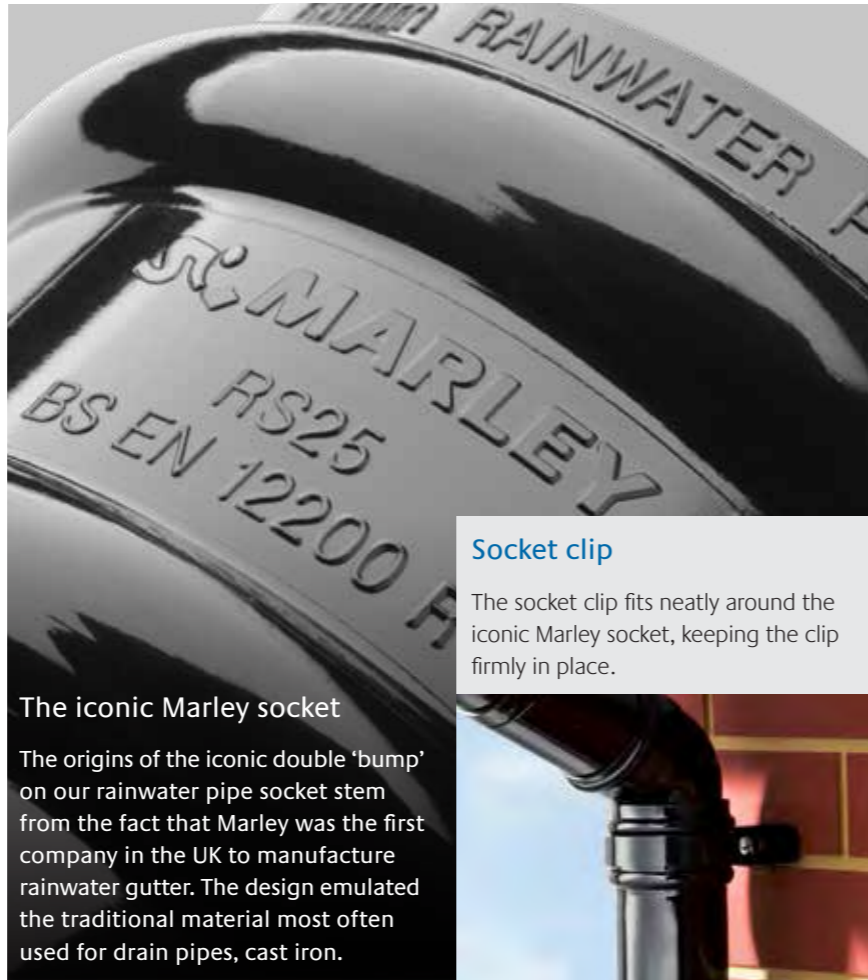 RAINWATER
MARLEY
RS25
BS EN 12200
Socket clip
The socket clip fits neatly around the
iconic Marley socket, keeping the clip
firmly in place.
The iconic Marley socket
The origins of the iconic double ‘bump’
on our rainwater pipe socket stem
from the fact that Marley was the first
company in the UK to manufacture
rainwater gutter. The design emulated
the traditional material most often
used for drain pipes, cast iron.